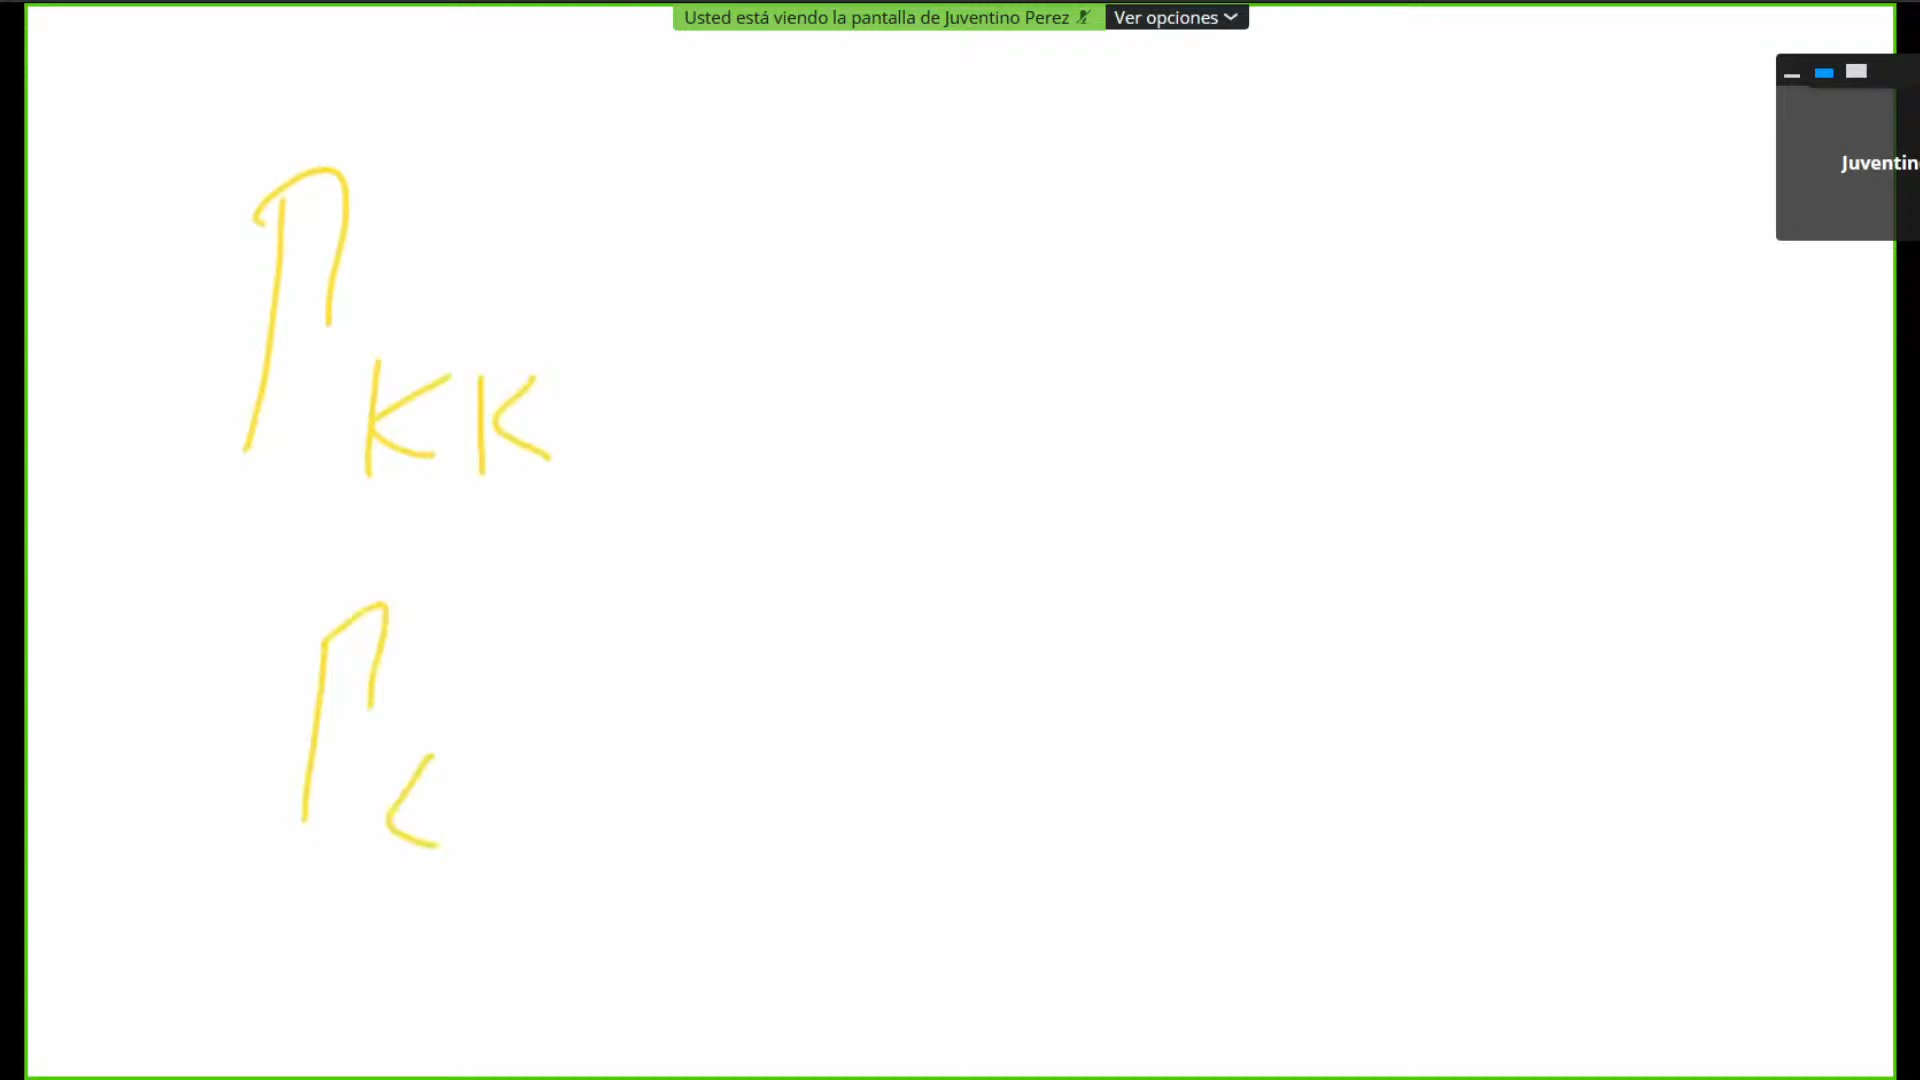 Usted está viendo la pantalla de Juventino Perez
Ver opciones
Juventin
KK